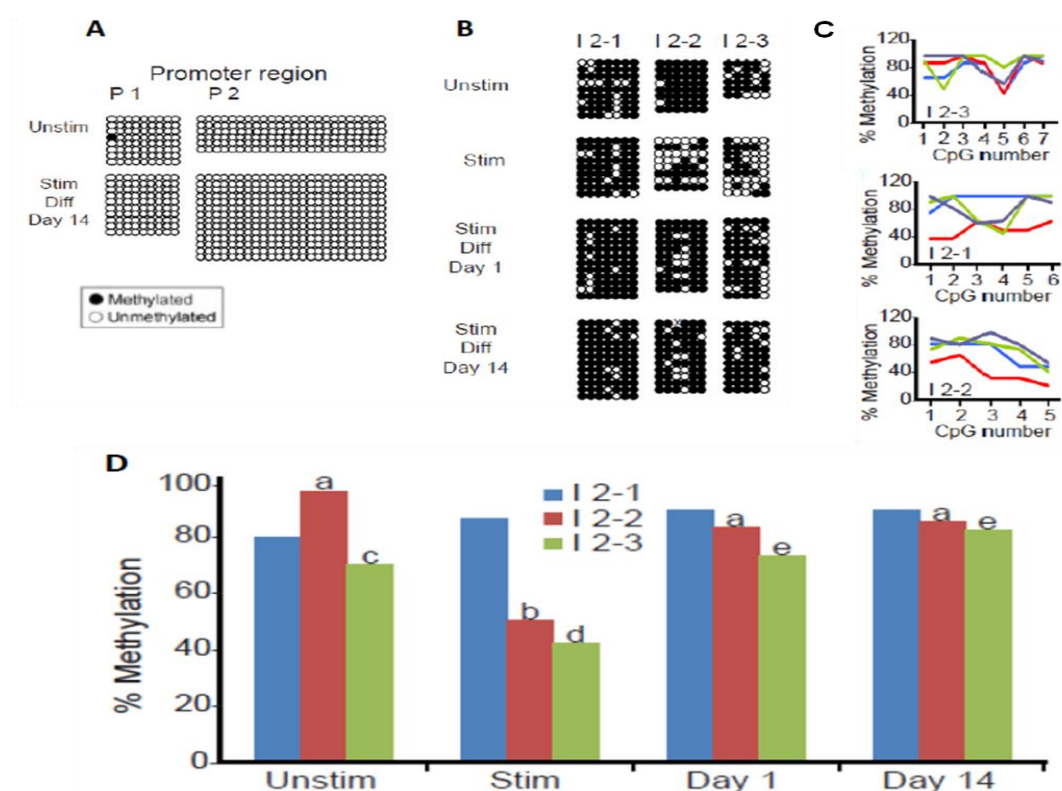 A
Promoter region
P 1 P 2
Unstim
Stim
Diff
Day 14
Methylated
Unmethylated
B
I 2-1 I 2-2 I 2-3
Unstim
Stim
Stim
Diff
Day 1
Stim
Diff
Day 14
x
C
% Methylation
120
80
40
0
I 2-3
1 2 3 4 5 6 7
CpG number
% Methylation
120
80
40
0
I 2-1
1 2 3 4 5 6
CpG number
% Methylation
120
80
40
0
I 2-2
1 2 3 4 5
CpG number
D
% Methylation
100
80
60
40
20
0
I 2-1
I 2-2
I 2-3
a
c
b
d
a
e
a
e
Unstim Stim Day 1 Day 14